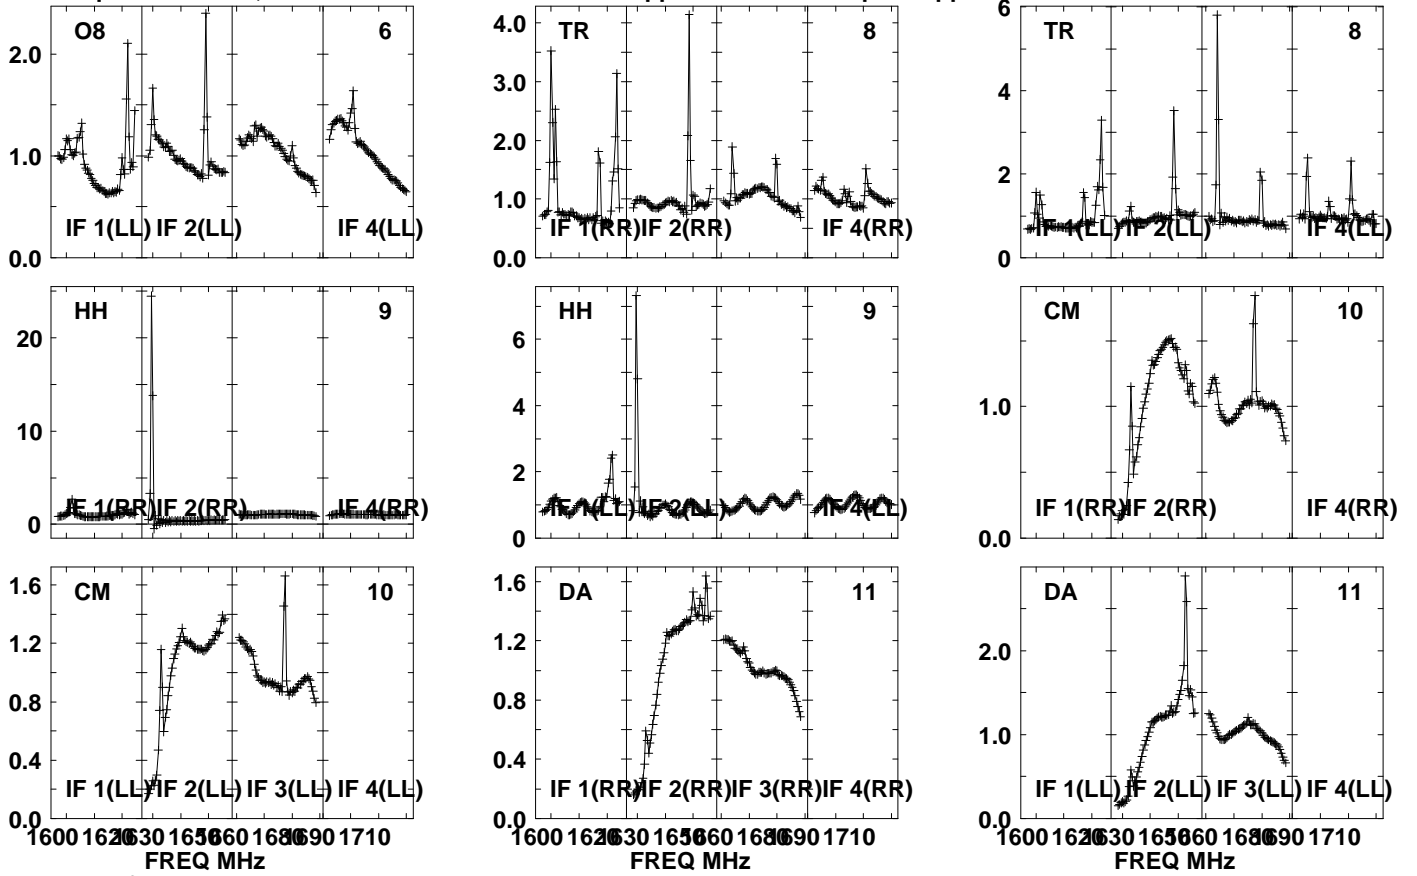 O8 6
2.0
1.0
0.0
IF 1(LL) IF 2(LL) IF 4(LL)
TR 8
4.0
3.0
2.0
1.0
0.0
IF 1(RR) IF 2(RR) IF 4(RR)
TR 8
6
4
2
0
IF 1(LL) IF 2(LL) IF 4(LL)
HH 9
20
10
0
IF 1(RR) IF 2(RR) IF 4(RR)
HH 9
6
4
2
0
IF 1(LL) IF 2(LL) IF 4(LL)
CM 10
1.0
0.0
IF 1(RR) IF 2(RR) IF 4(RR)
CM 10
1.6
1.2
0.8
0.4
0.0
IF 1(LL) IF 2(LL) IF 3(LL) IF 4(LL)
1600 1620 1630 1650 1660 1680 1690 1710
FREQ MHz
DA 11
1.6
1.2
0.8
0.4
0.0
IF 1(RR) IF 2(RR) IF 3(RR) IF 4(RR)
1600 1620 1630 1650 1660 1680 1690 1710
FREQ MHz
DA 11
2.0
1.0
0.0
IF 1(LL) IF 2(LL) IF 3(LL) IF 4(LL)
1600 1620 1630 1650 1660 1680 1690 1710
FREQ MHz